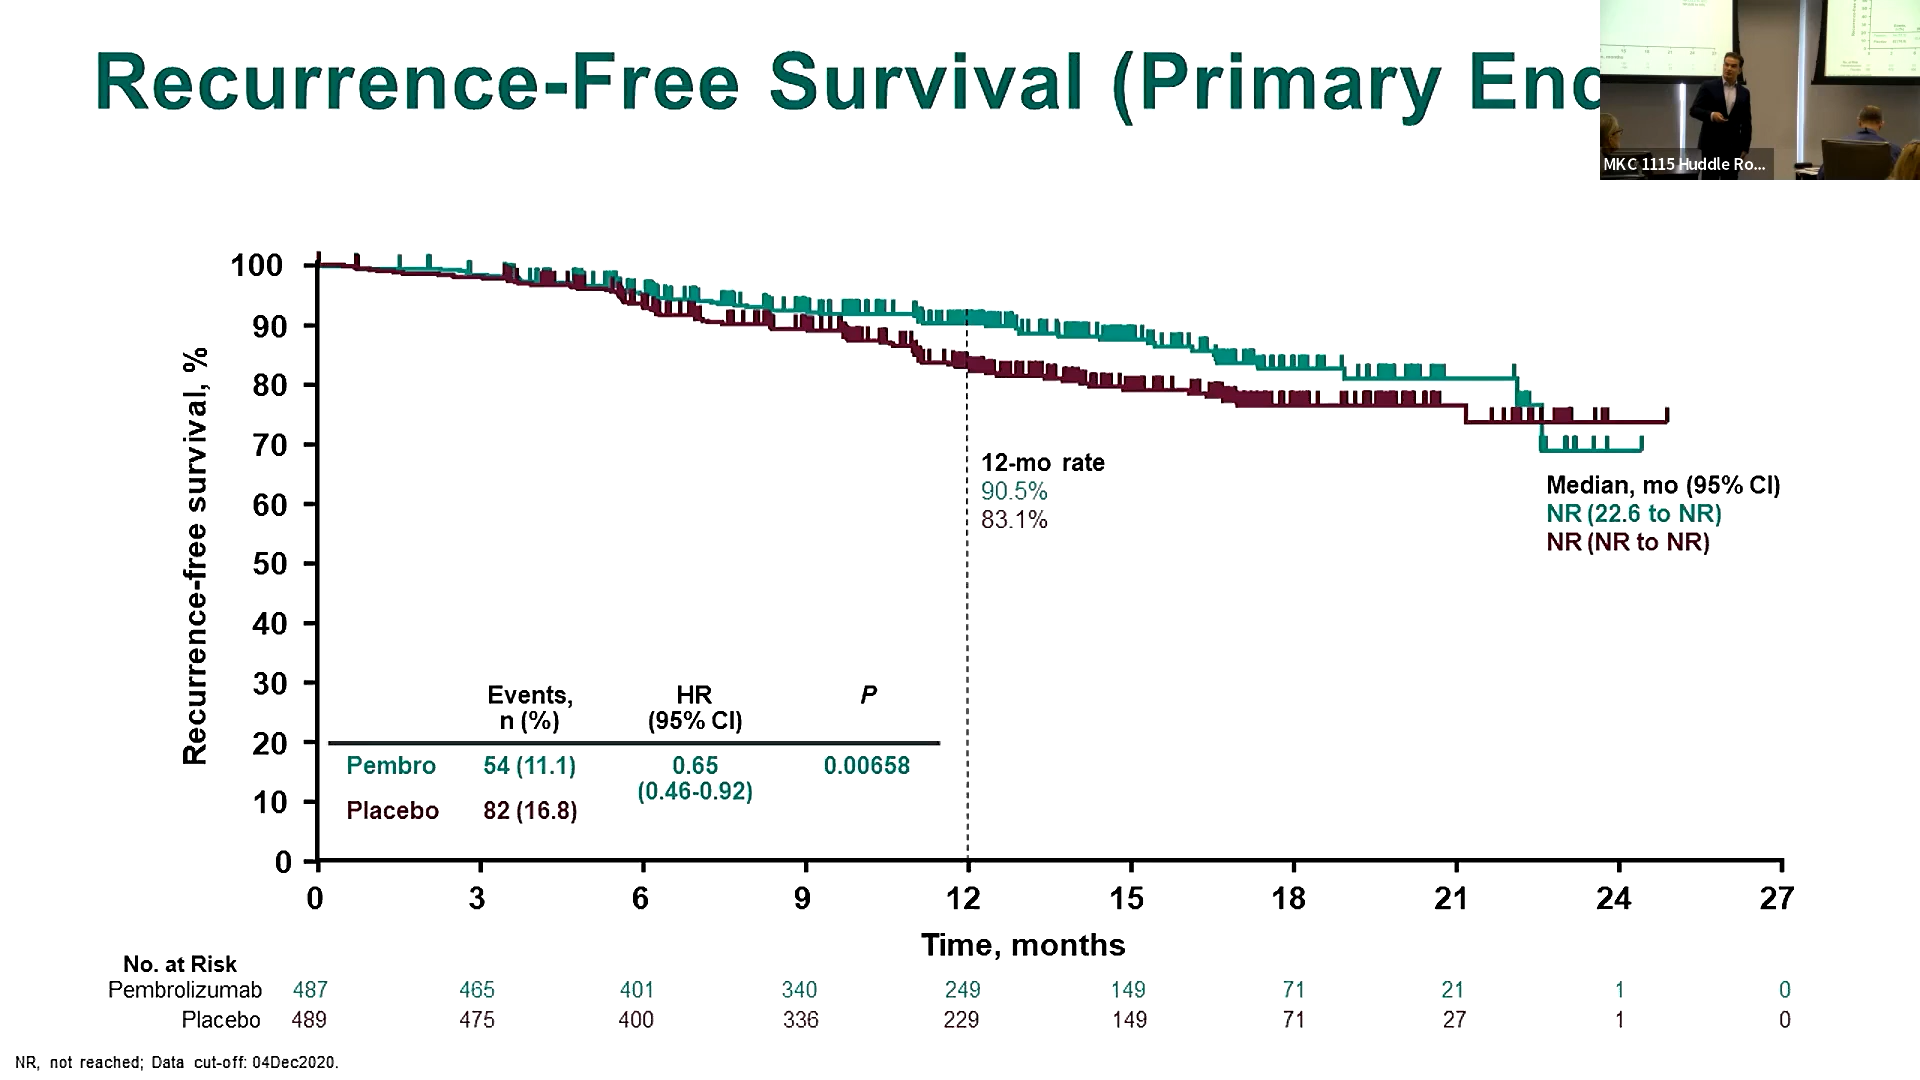 Recurrence-Free Survival (Primary End
MKC 1115 Huddle Ro...
Recurrence-free survival, %
100
90
80
70
60
50
40
30
20
10
0
12-mo rate
90.5%
83.1%
Median, mo (95% CI)
NR (22.6 to NR)
NR (NR to NR)
Events, HR P
n (%) (95% CI)
Pembro 54 (11.1) 0.65 0.00658
(0.46-0.92)
Placebo 82 (16.8)
0 3 6 9 12 15 18 21 24 27
Time, months
No. at Risk
Pembrolizumab 487 465 401 340 249 149 71 21 1 0
Placebo 489 475 400 336 229 149 71 27 1 0
NR, not reached; Data cut-off: 04Dec2020.